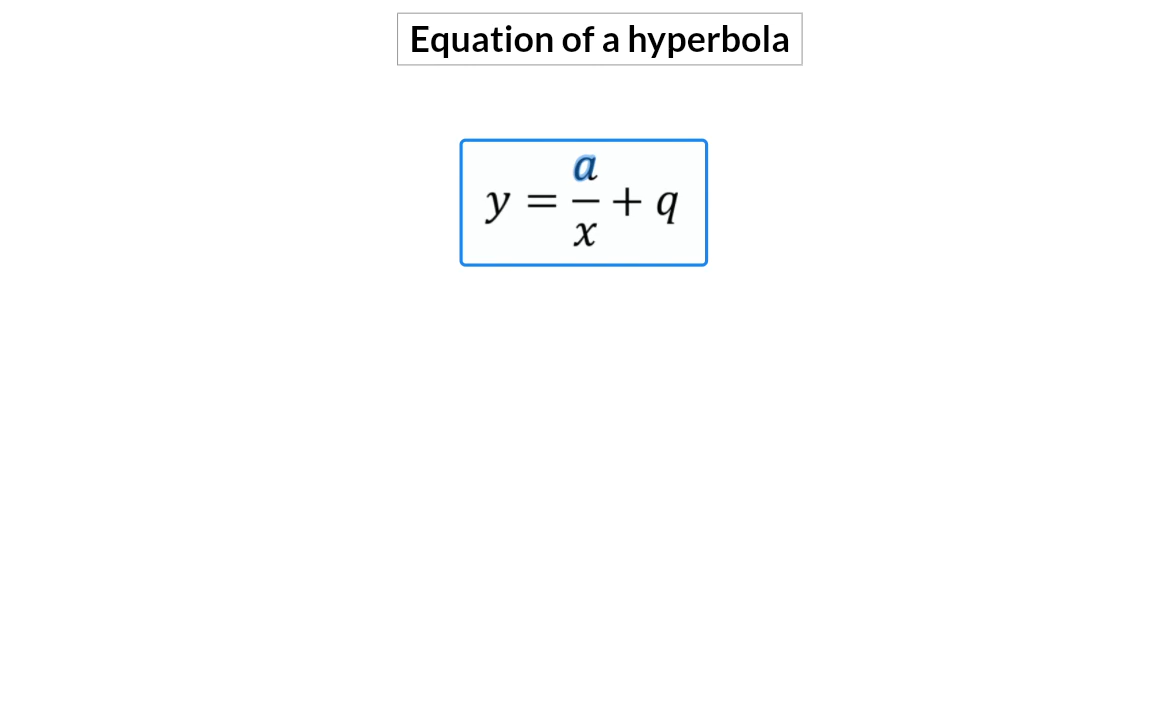 Equation of a hyperbola
y = a/x + q